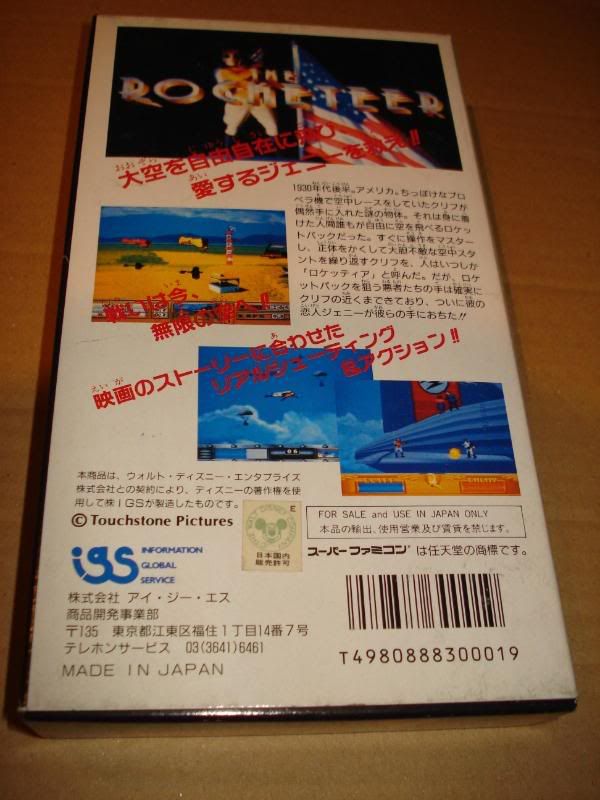 THE
ROCKETEER
大空を自由自在に飛び
愛するジェニーを救え!!
1930年代後半。アメリカ。ちっぽけなプロ
ペラ機で空中レースをしていたクリフが
偶然手に入れた謎の物体。それは身に着
けた人間誰もが自由に空を飛べるロケッ
トパックだった。すぐに操作をマスター
し、正体をかくして大胆不敵な空中スタ
ントを繰り返すクリフを、人はいつしか
「ロケッティア」と呼んだ。だが、ロケ
ットパックを狙う悪者たちの手は確実に
クリフの近くまできており、ついに彼の
恋人ジェニーが彼らの手におちた!!
戦いは今、
無限の
映画のストーリーに合わせた
リアルシューティング
&アクション!!
本商品は、ウォルト・ディズニー・エンタプライズ
株式会社との契約により、ディズニーの著作権を使
用して㈱iGSが製造したものです。
© Touchstone Pictures
E
日本国内
販売許可
FOR SALE and USE IN JAPAN ONLY
本品の輸出、使用営業及び賃貸を禁じます。
スーパーファミコンは任天堂の商標です。
iGS
INFORMATION
GLOBAL
SERVICE
株式会社 アイ・ジー・エス
商品開発事業部
〒135 東京都江東区福住1丁目14番7号
テレホンサービス 03(3641)6461
MADE IN JAPAN
T4980888300019